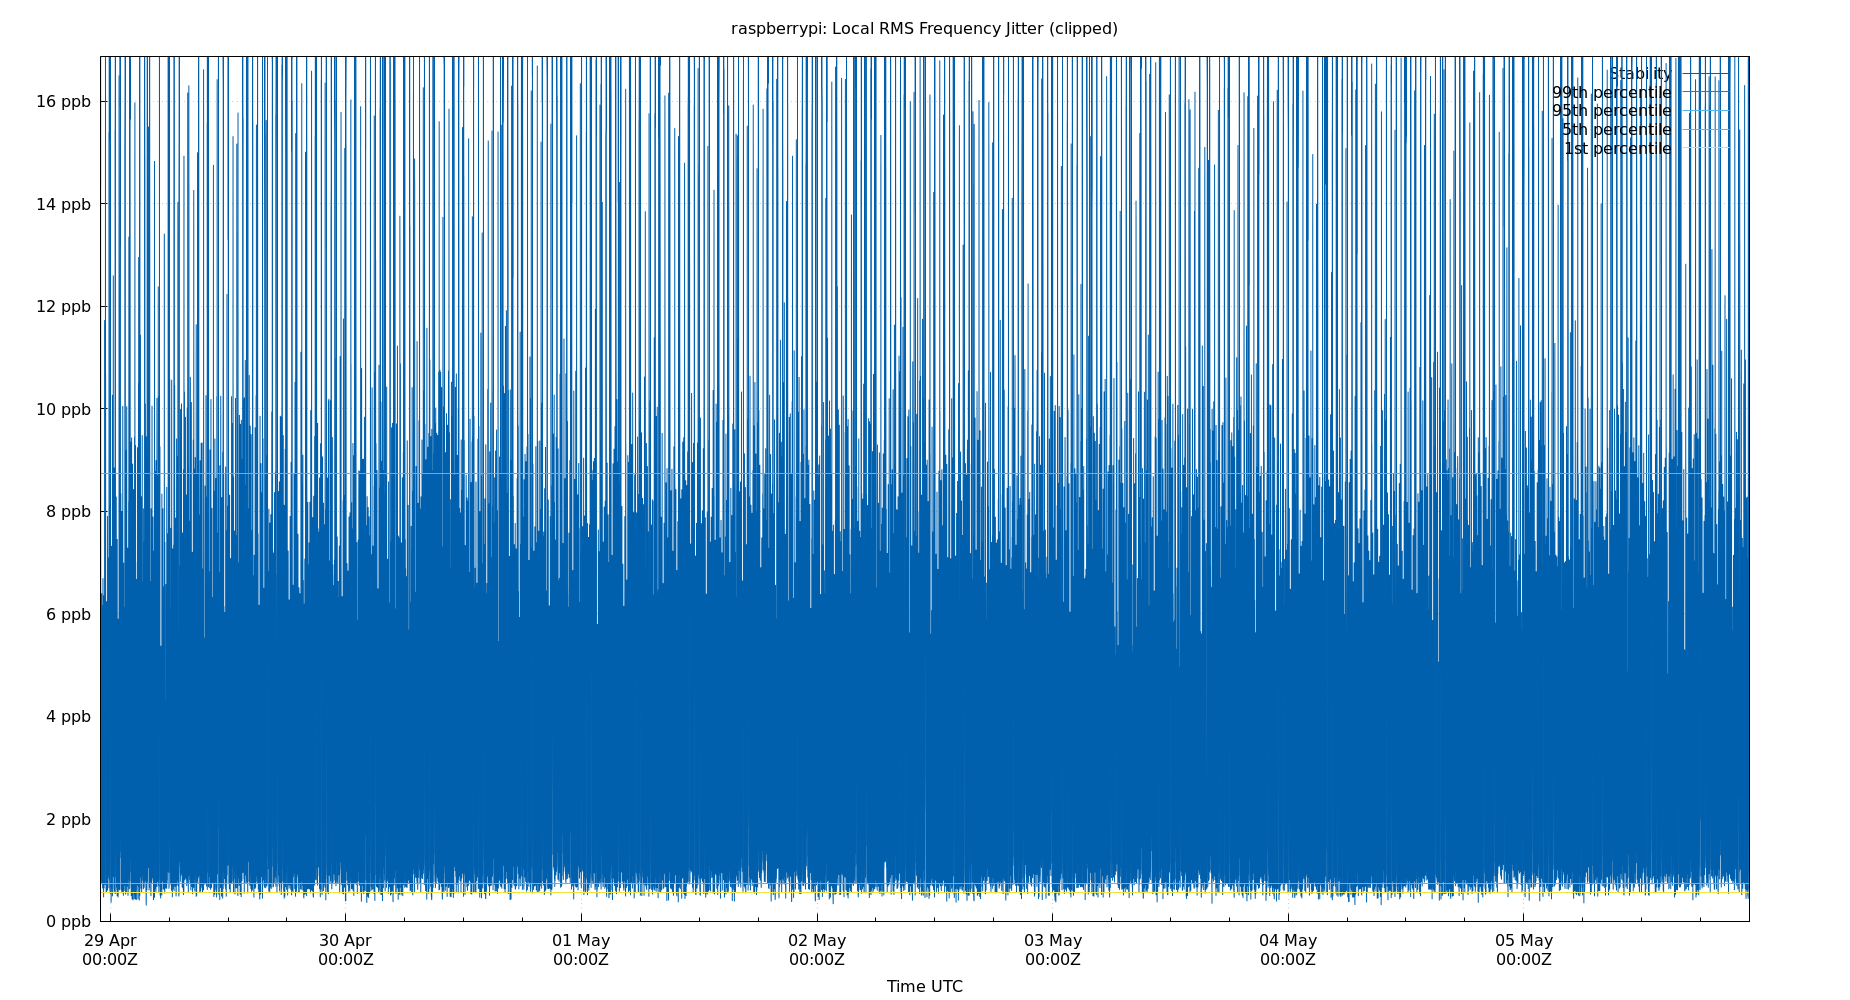 raspberrypi: Local RMS Frequency Jitter (clipped)
Stability
99th percentile
95th percentile
5th percentile
1st percentile
16 ppb
14 ppb
12 ppb
10 ppb
8 ppb
6 ppb
4 ppb
2 ppb
0 ppb
29 Apr 30 Apr 01 May 02 May 03 May 04 May 05 May
00:00Z 00:00Z 00:00Z 00:00Z 00:00Z 00:00Z 00:00Z
Time UTC